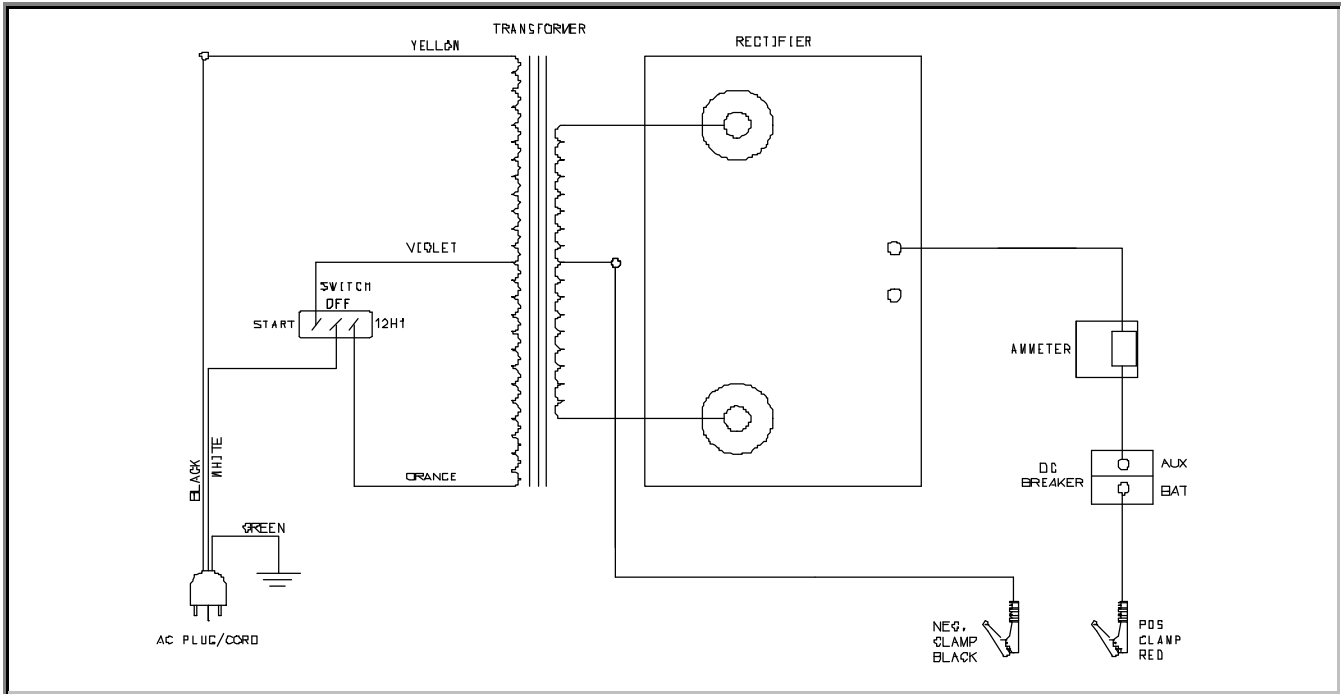 TRANSFORMER
YELLOW
RECTIFIER
VIOLET
SWITCH
OFF
START
12HI
AMMETER
BLACK
WHITE
ORANGE
DC
BREAKER
AUX
BAT
GREEN
AC PLUG/CORD
NEG.
CLAMP
BLACK
POS
CLAMP
RED